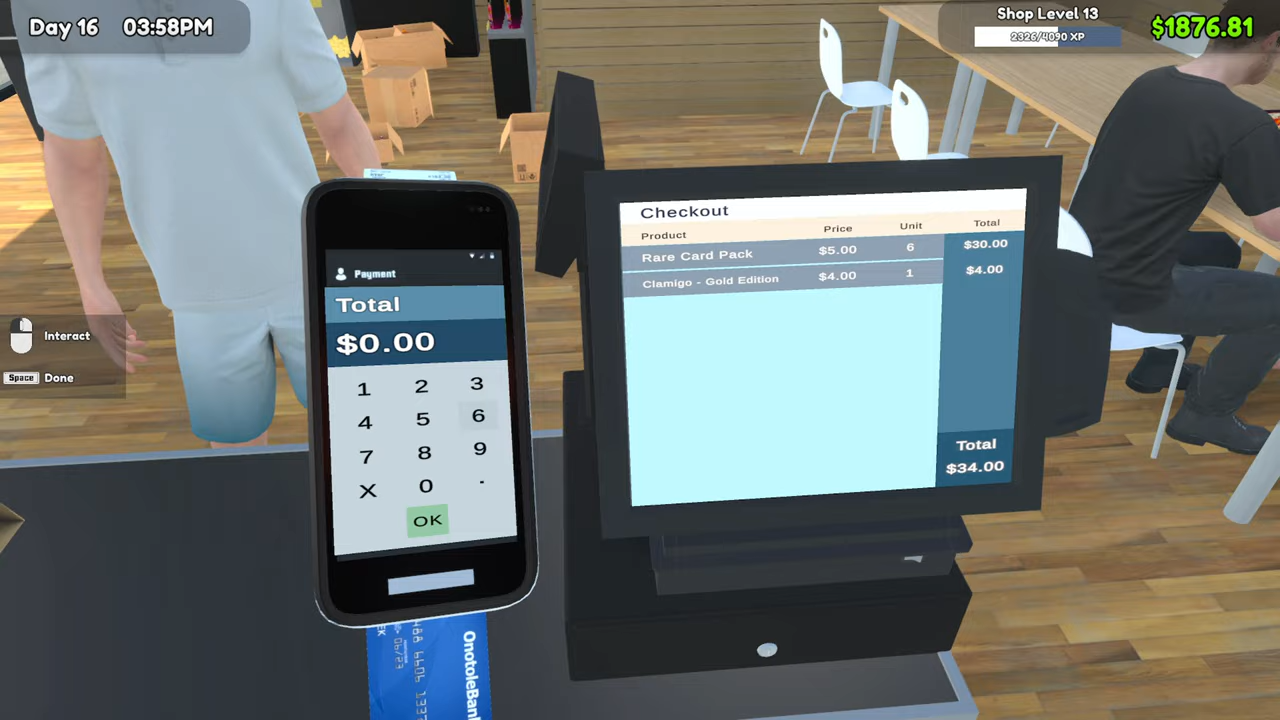 Day 16 03:58PM
Shop Level 13
2326/4090 XP
$1876.81
Interact
Space Done
Payment
Total
$0.00
1 2 3
4 5 6
7 8 9
X 0 .
OK
Checkout
Product Price Unit Total
Rare Card Pack $5.00 6 $30.00
Clamigo - Gold Edition $4.00 1 $4.00
Total
$34.00
OnotoleBank
06/23